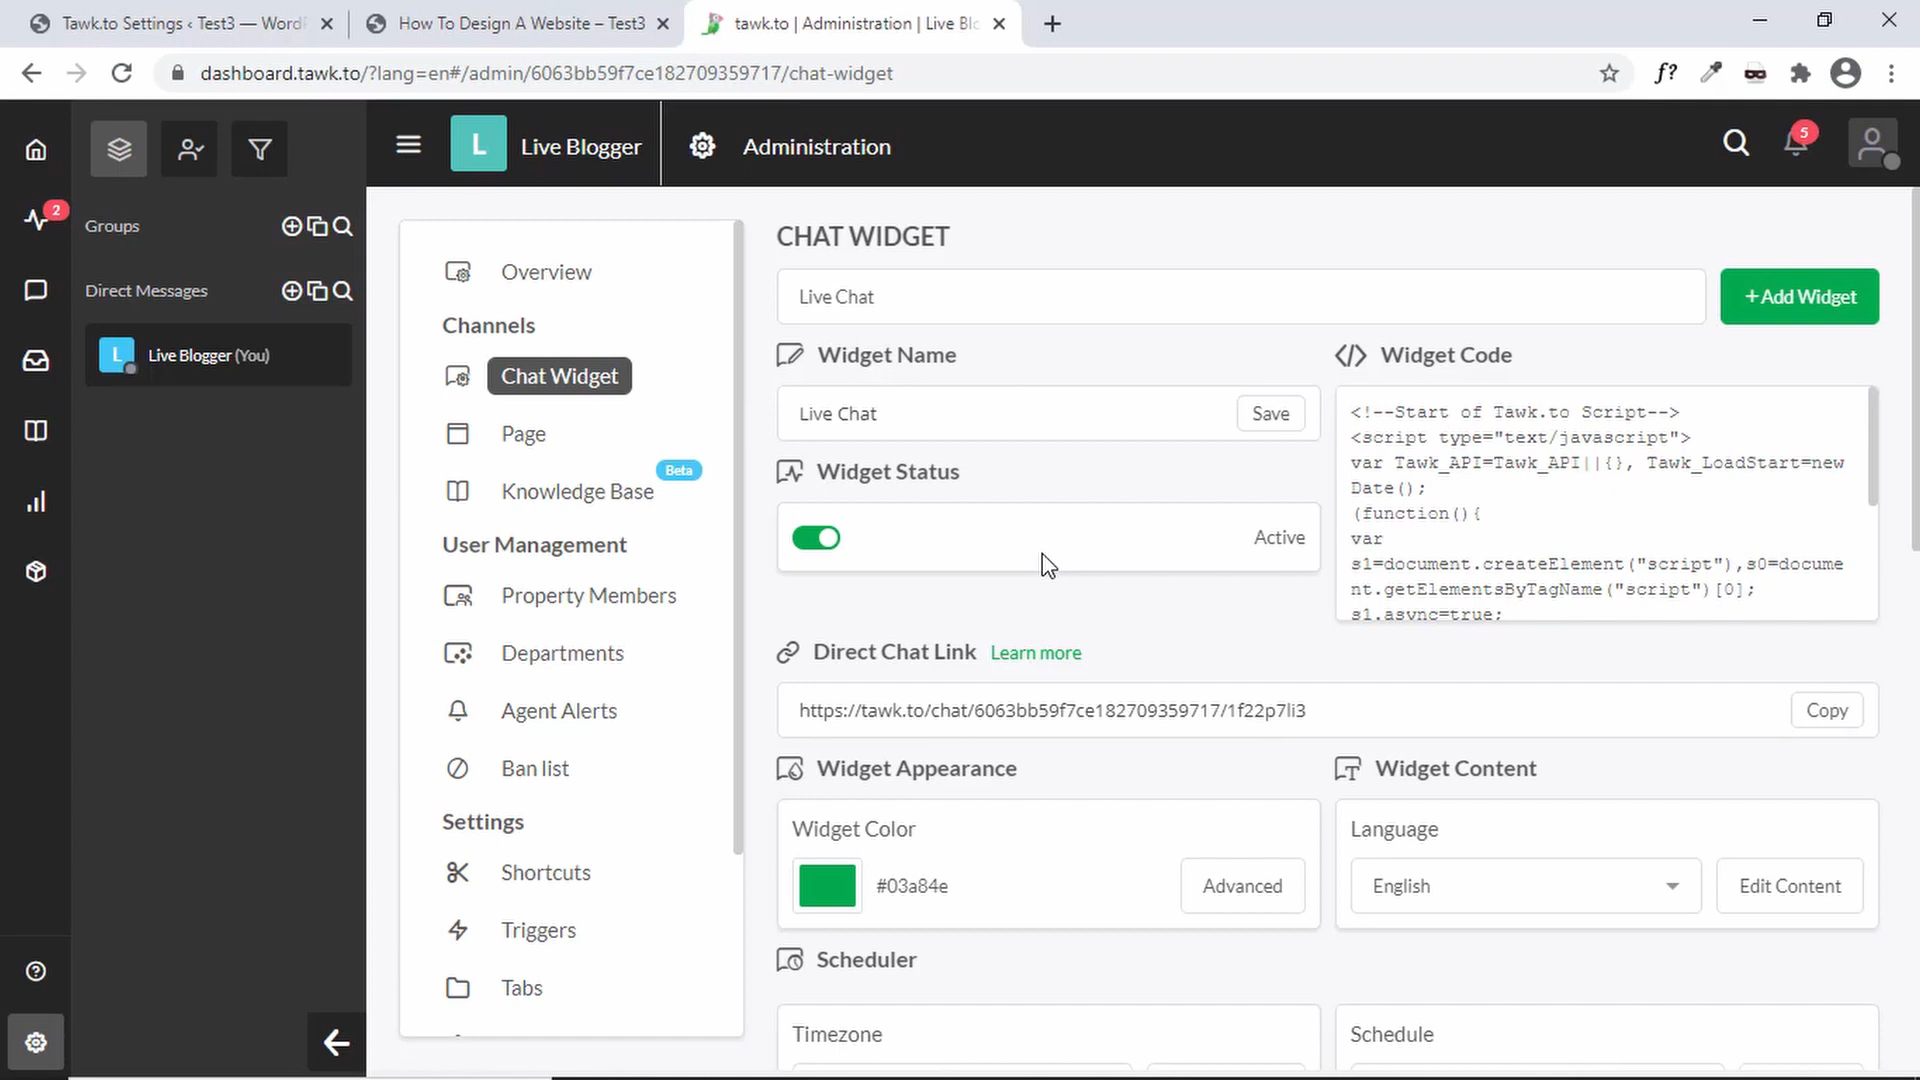 Tawk.to Settings ‹ Test3 — WordP
How To Design A Website – Test3
tawk.to | Administration | Live Blo
dashboard.tawk.to/?lang=en#/admin/6063bb59f7ce182709359717/chat-widget
f?
L
Live Blogger
Administration
5
2
Groups
Direct Messages
L
Live Blogger (You)
Overview
Channels
Chat Widget
Page
Beta
Knowledge Base
User Management
Property Members
Departments
Agent Alerts
Ban list
Settings
Shortcuts
Triggers
Tabs
CHAT WIDGET
Live Chat
+ Add Widget
Widget Name
Live Chat
Save
Widget Status
Active
Widget Code
<!--Start of Tawk.to Script-->
<script type="text/javascript">
var Tawk_API=Tawk_API||{}, Tawk_LoadStart=new
Date();
(function(){
var
s1=document.createElement("script"),s0=docume
nt.getElementsByTagName("script")[0];
s1.async=true;
Direct Chat Link
Learn more
https://tawk.to/chat/6063bb59f7ce182709359717/1f22p7li3
Copy
Widget Appearance
Widget Color
#03a84e
Advanced
Widget Content
Language
English
Edit Content
Scheduler
Timezone
Schedule